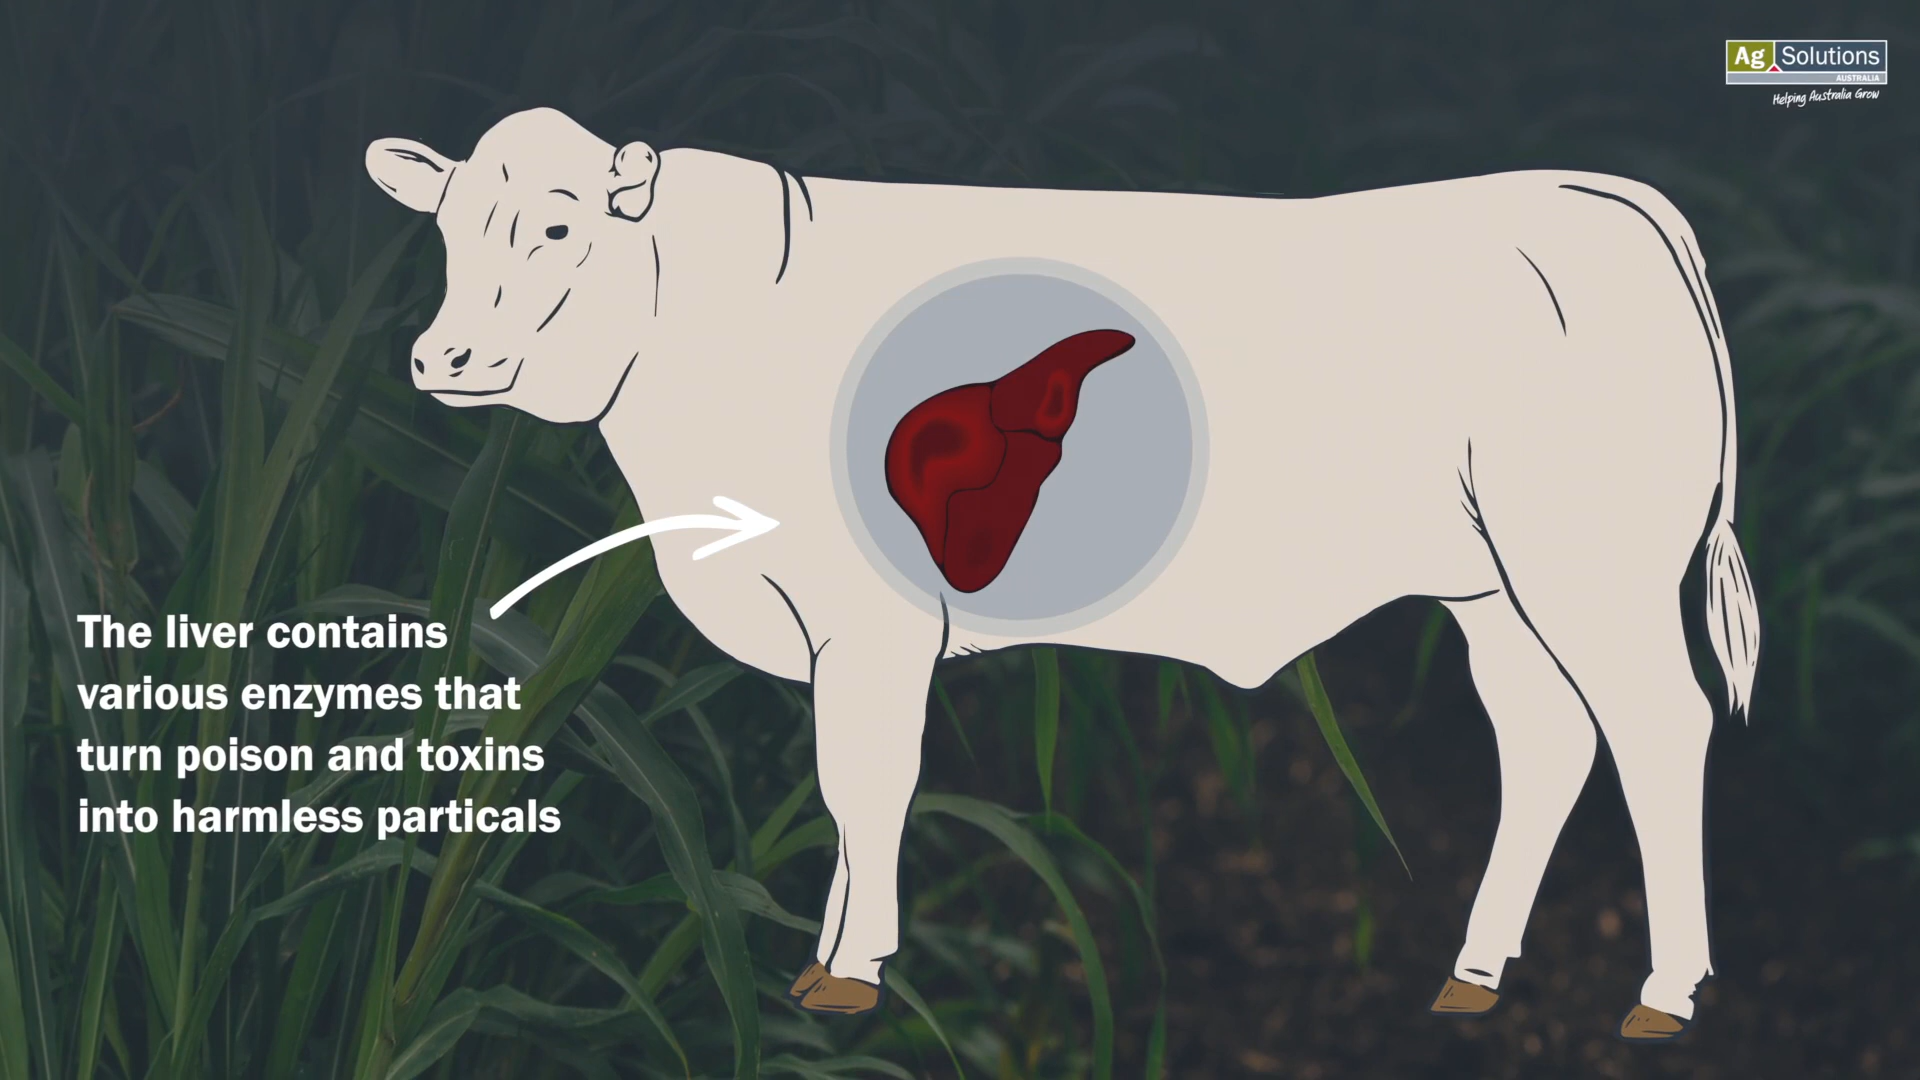 Ag Solutions
AUSTRALIA
Helping Australia Grow
The liver contains
various enzymes that
turn poison and toxins
into harmless particals